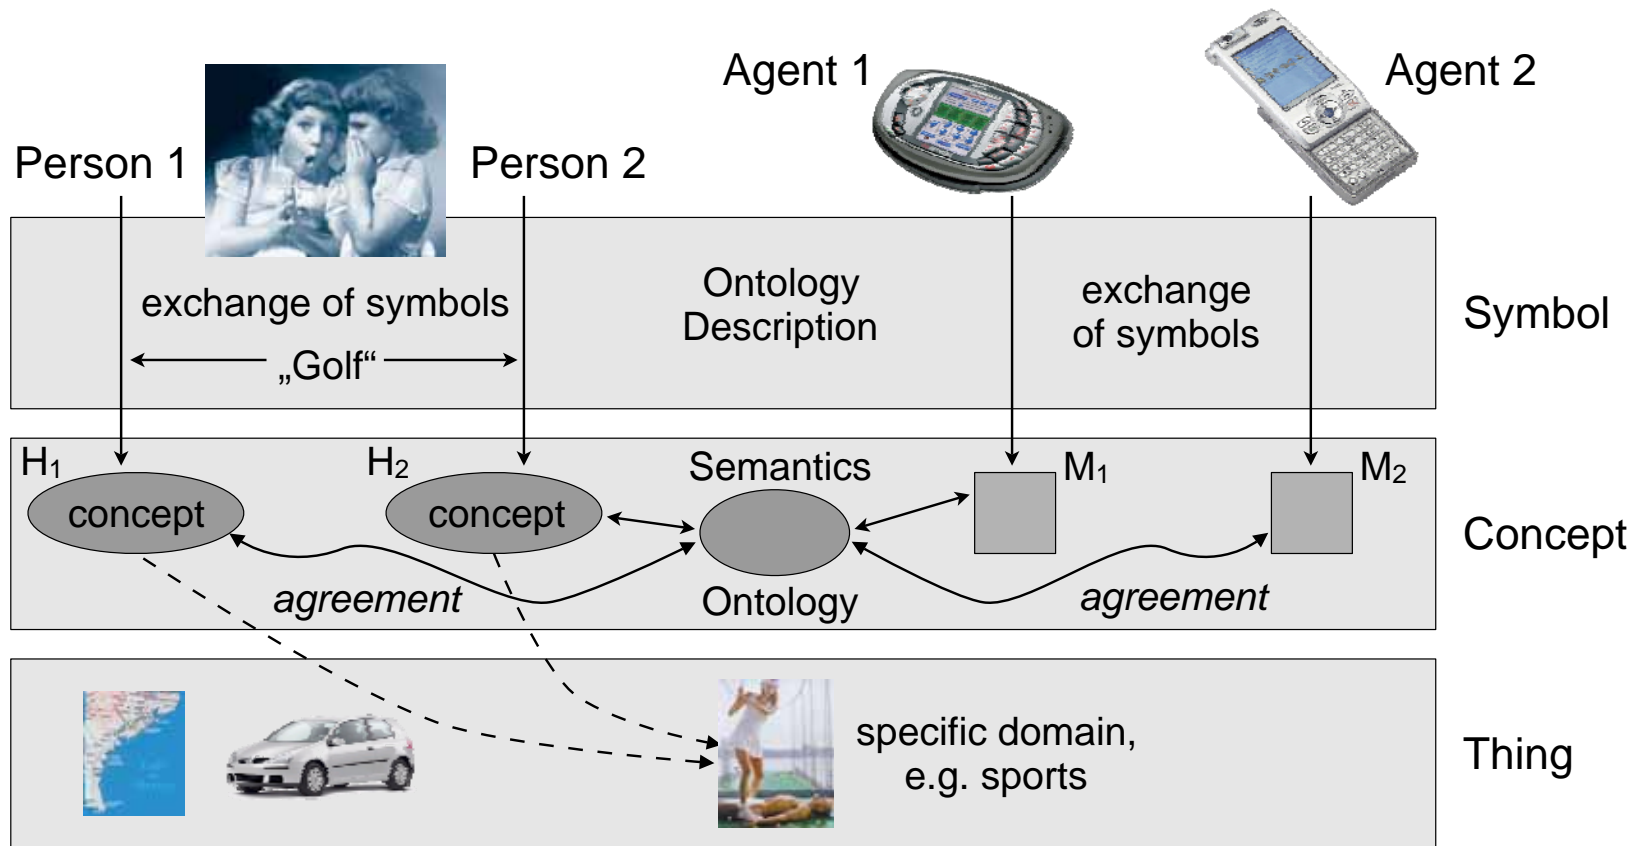 Agent 1
Agent 2
Person 1
Person 2
exchange of symbols
„Golf“
Ontology
Description
exchange
of symbols
Symbol
H₁
concept
H₂
concept
Semantics
Ontology
M₁
M₂
agreement
agreement
Concept
specific domain,
e.g. sports
Thing